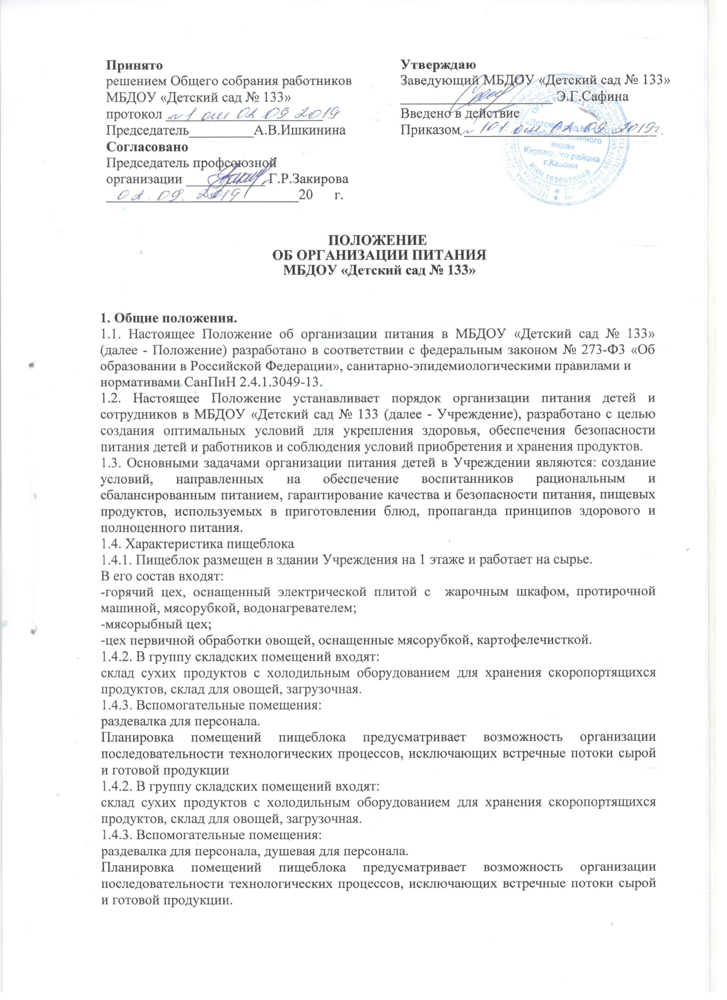 Принято
решением Общего собрания работников
МБДОУ «Детский сад № 133»
протокол №1 от 02.09.2019
Председатель_________А.В.Ишкинина
Согласовано
Председатель профсоюзной
организации ___________Г.Р.Закирова
02.09.2019 20 г.
Утверждаю
Заведующий МБДОУ «Детский сад № 133»
_____________________ Э.Г.Сафина
Введено в действие
Приказом № 101 от 02.09.2019г.
«Детский сад № 133-
комбинированного
вида»
Кировского района
г.Казани
ИНН 1656038949
ПОЛОЖЕНИЕ
ОБ ОРГАНИЗАЦИИ ПИТАНИЯ
МБДОУ «Детский сад № 133»
1. Общие положения.
1.1. Настоящее Положение об организации питания в МБДОУ «Детский сад № 133»
(далее - Положение) разработано в соответствии с федеральным законом № 273-ФЗ «Об
образовании в Российской Федерации», санитарно-эпидемиологическими правилами и
нормативами СанПиН 2.4.1.3049-13.
1.2. Настоящее Положение устанавливает порядок организации питания детей и
сотрудников в МБДОУ «Детский сад № 133 (далее - Учреждение), разработано с целью
создания оптимальных условий для укрепления здоровья, обеспечения безопасности
питания детей и работников и соблюдения условий приобретения и хранения продуктов.
1.3. Основными задачами организации питания детей в Учреждении являются: создание
условий, направленных на обеспечение воспитанников рациональным и
сбалансированным питанием, гарантирование качества и безопасности питания, пищевых
продуктов, используемых в приготовлении блюд, пропаганда принципов здорового и
полноценного питания.
1.4. Характеристика пищеблока
1.4.1. Пищеблок размещен в здании Учреждения на 1 этаже и работает на сырье.
В его состав входят:
-горячий цех, оснащенный электрической плитой с жарочным шкафом, протирочной
машиной, мясорубкой, водонагревателем;
-мясорыбный цех;
-цех первичной обработки овощей, оснащенные мясорубкой, картофелечисткой.
1.4.2. В группу складских помещений входят:
склад сухих продуктов с холодильным оборудованием для хранения скоропортящихся
продуктов, склад для овощей, загрузочная.
1.4.3. Вспомогательные помещения:
раздевалка для персонала.
Планировка помещений пищеблока предусматривает возможность организации
последовательности технологических процессов, исключающих встречные потоки сырой
и готовой продукции
1.4.2. В группу складских помещений входят:
склад сухих продуктов с холодильным оборудованием для хранения скоропортящихся
продуктов, склад для овощей, загрузочная.
1.4.3. Вспомогательные помещения:
раздевалка для персонала, душевая для персонала.
Планировка помещений пищеблока предусматривает возможность организации
последовательности технологических процессов, исключающих встречные потоки сырой
и готовой продукции.